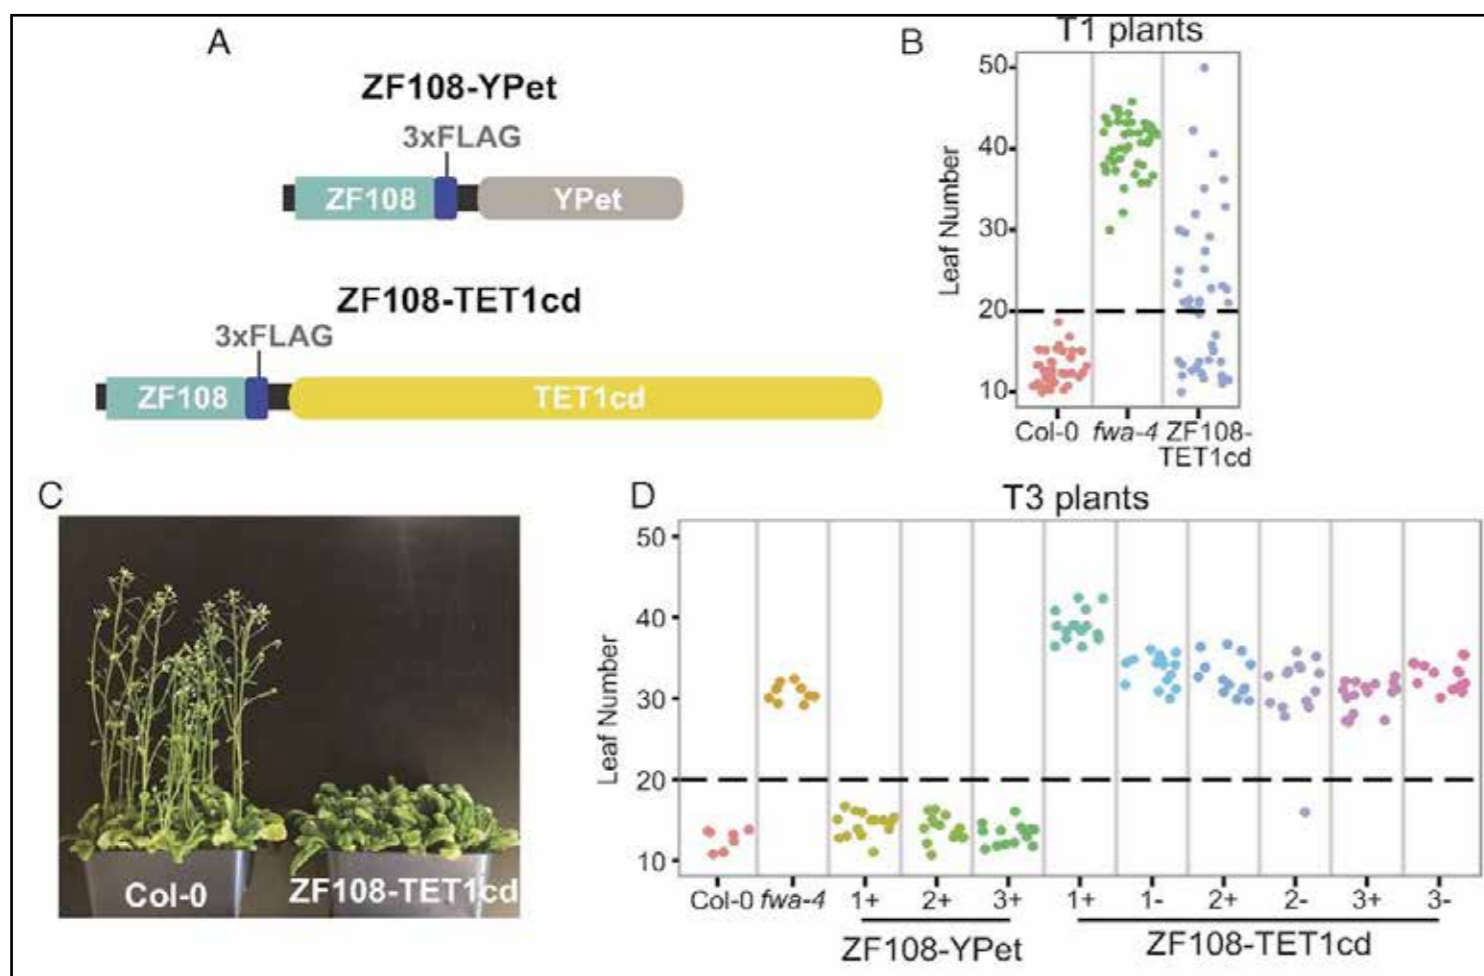 A
ZF108-YPet
3xFLAG
ZF108
YPet
ZF108-TET1cd
3xFLAG
ZF108
TET1cd
B
T1 plants
Leaf Number
50
40
30
20
10
Col-0 fwa-4 ZF108-
TET1cd
C
Col-0
ZF108-TET1cd
D
T3 plants
Leaf Number
50
40
30
20
10
Col-0 fwa-4 1+ 2+ 3+ 1+ 1- 2+ 2- 3+ 3-
ZF108-YPet
ZF108-TET1cd